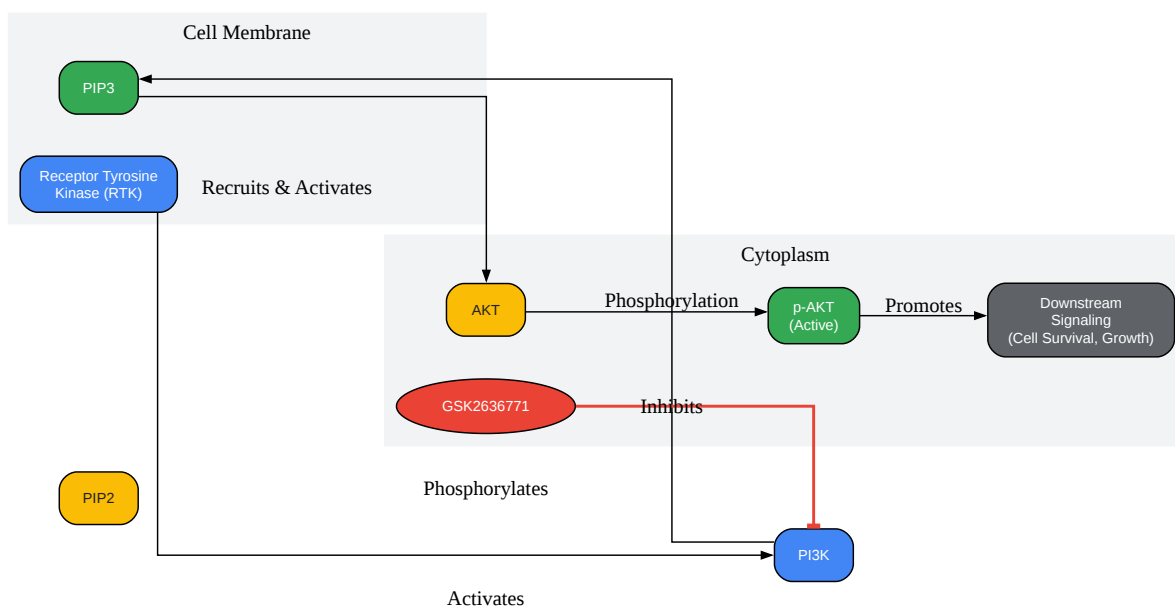 Cell Membrane
PIP3
Receptor Tyrosine
Kinase (RTK)
Recruits & Activates
Cytoplasm
AKT
Phosphorylation
p-AKT
(Active)
Promotes
Downstream
Signaling
(Cell Survival, Growth)
GSK2636771
Inhibits
PIP2
Phosphorylates
PI3K
Activates